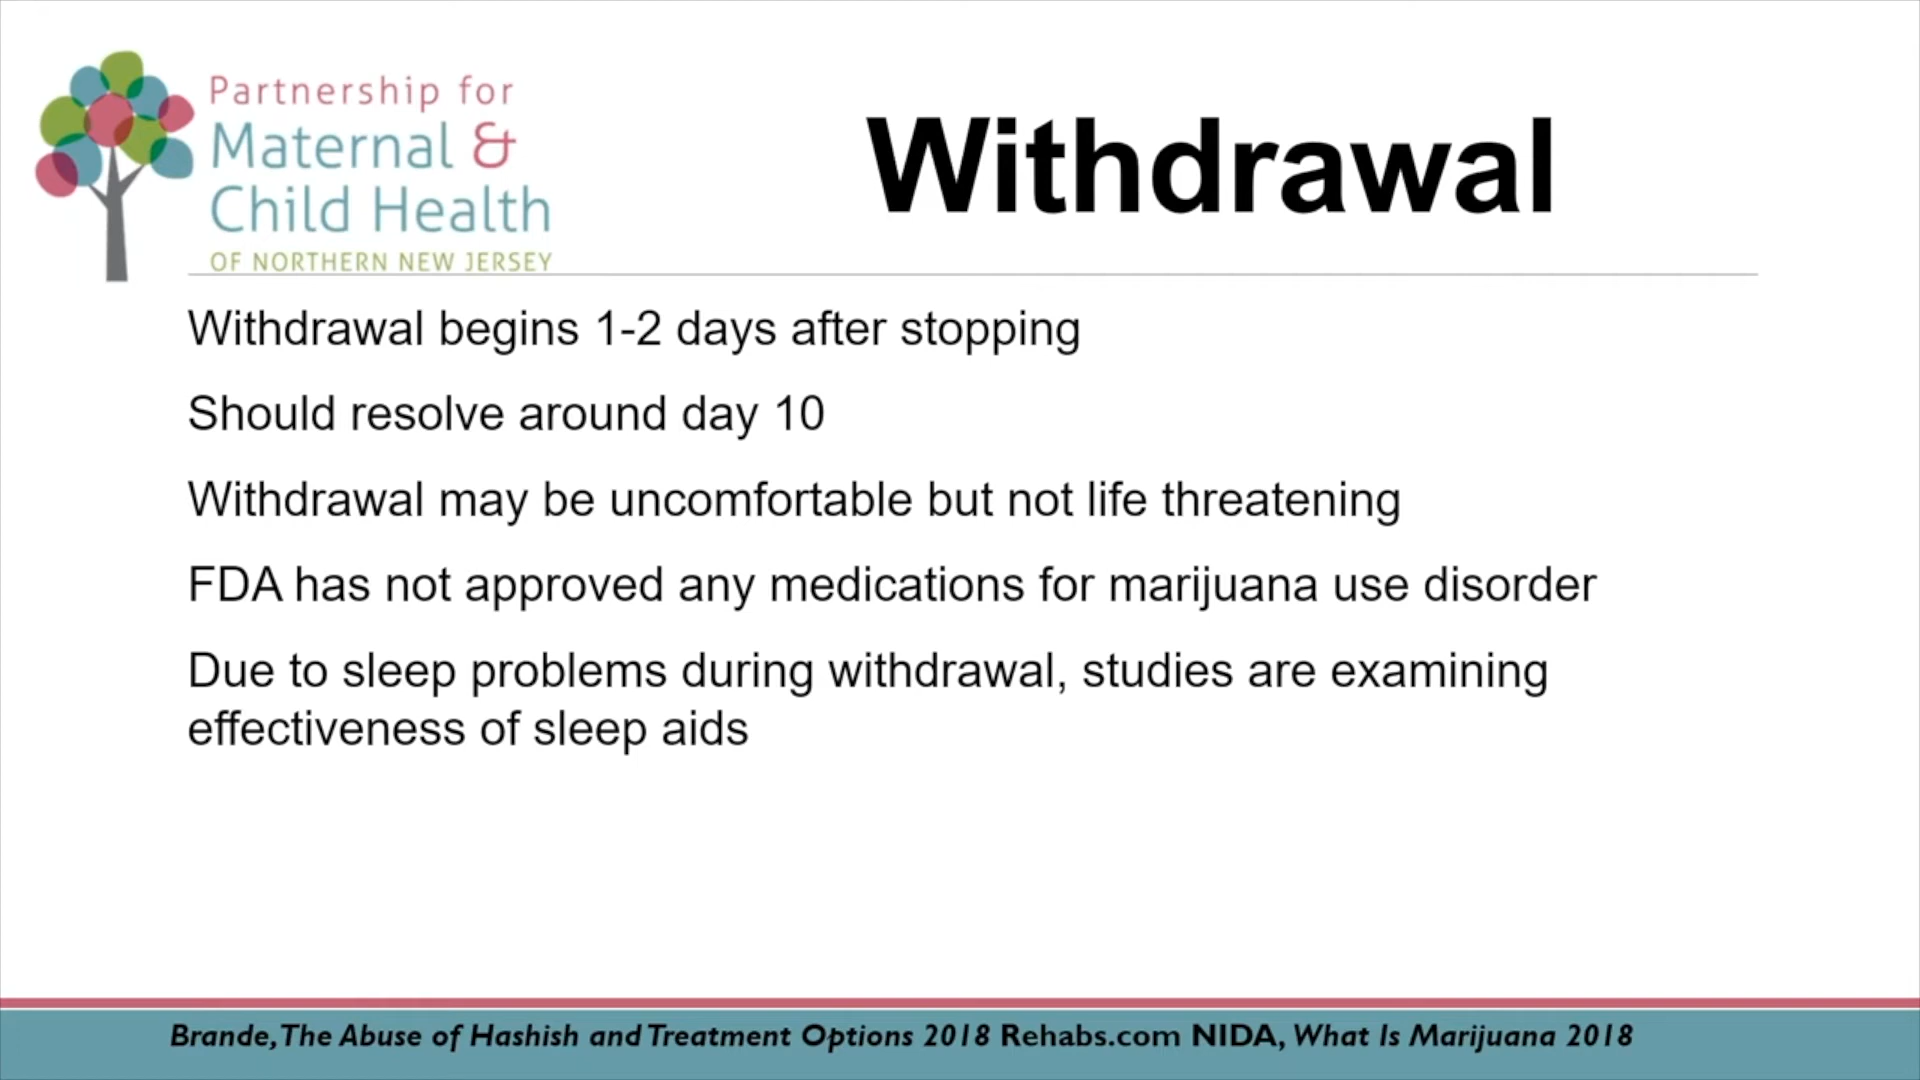 Partnership for
Maternal &
Child Health
OF NORTHERN NEW JERSEY
Withdrawal
Withdrawal begins 1-2 days after stopping
Should resolve around day 10
Withdrawal may be uncomfortable but not life threatening
FDA has not approved any medications for marijuana use disorder
Due to sleep problems during withdrawal, studies are examining
effectiveness of sleep aids
Brande, The Abuse of Hashish and Treatment Options 2018 Rehabs.com NIDA, What Is Marijuana 2018